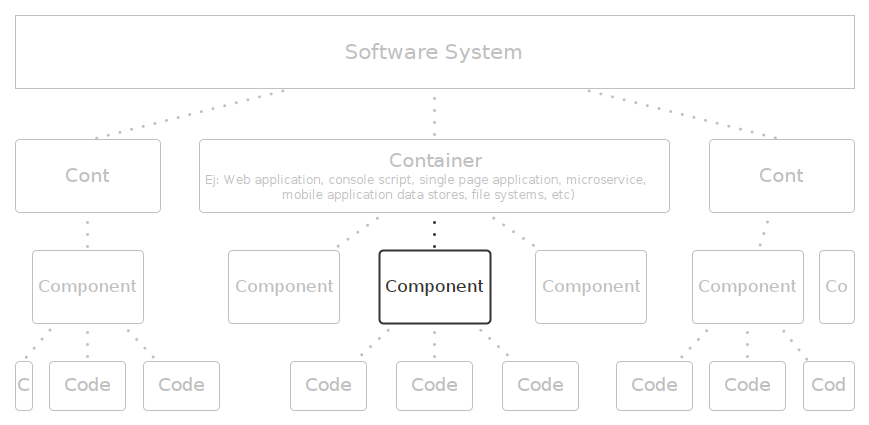 Software System
Cont
Container
Ej: Web application, console script, single page application, microservice,
mobile application data stores, file systems, etc)
Cont
Component
Component
Component
Component
Component
Co
C
Code
Code
Code
Code
Code
Code
Code
Cod